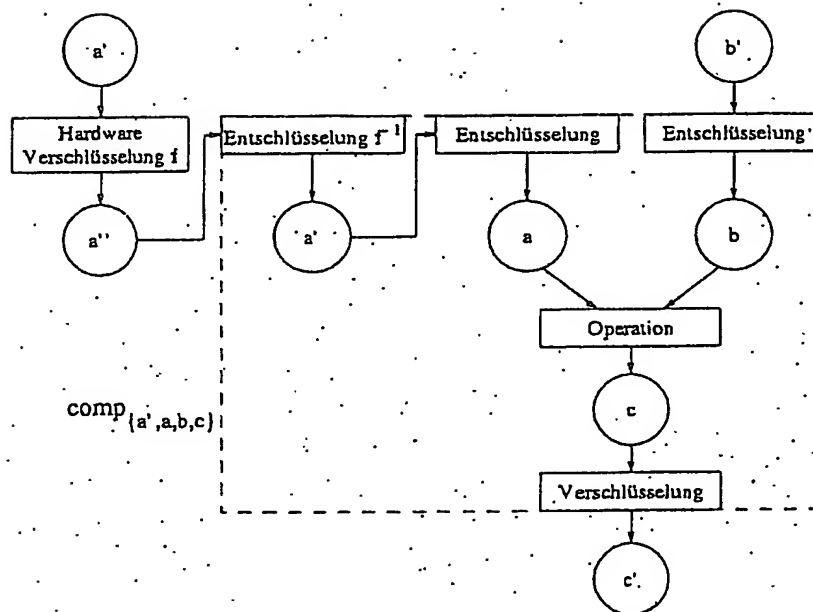 a'
b'
Hardware
Verschlüsselung f
Entschlüsselung f⁻¹
Entschlüsselung
Entschlüsselung
a''
a'
a
b
Operation
comp{a',a,b,c}
c
Verschlüsselung
c'